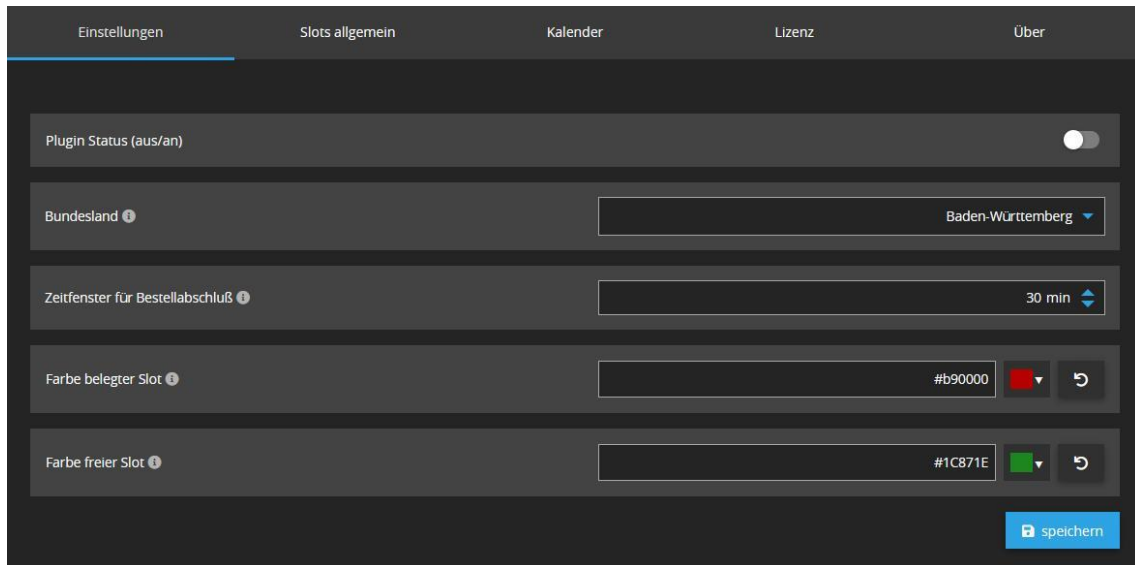 Einstellungen Slots allgemein Kalender Lizenz Über
Plugin Status (aus/an)
Bundesland Baden-Württemberg
Zeitfenster für Bestellabschluß 30 min
Farbe belegter Slot #b90000
Farbe freier Slot #1C871E
speichern